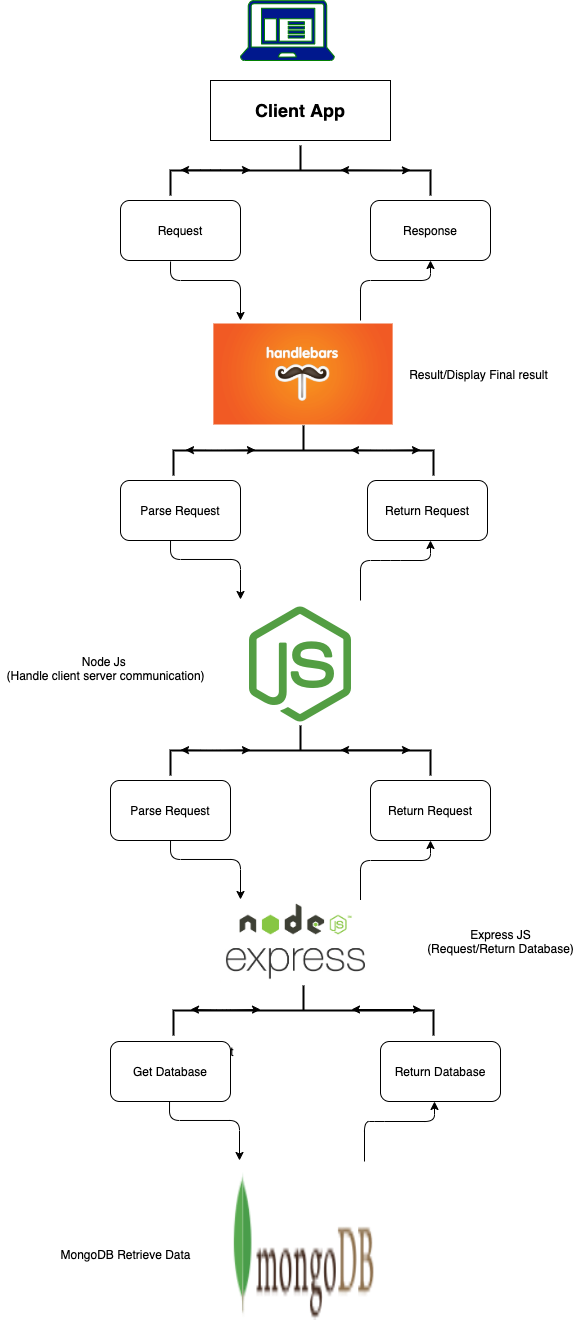 Client App
Request
Response
handlebars
Result/Display Final result
Parse Request
Return Request
Node Js
(Handle client server communication)
JS
Parse Request
Return Request
node JS
express
Express JS
(Request/Return Database)
Get Database
t
Return Database
MongoDB Retrieve Data
mongoDB